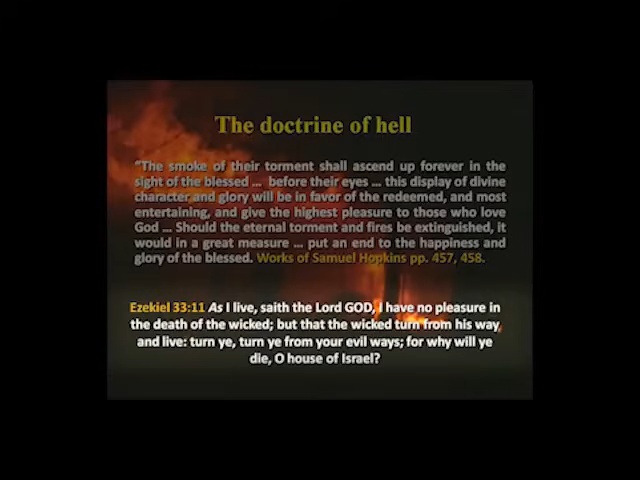 The doctrine of hell
“The smoke of their torment shall ascend up forever in the
sight of the blessed ... before their eyes ... this display of divine
character and glory will be in favor of the redeemed, and most
entertaining, and give the highest pleasure to those who love
God ... Should the eternal torment and fires be extinguished, it
would in a great measure ... put an end to the happiness and
glory of the blessed. Works of Samuel Hopkins pp. 457, 458.
Ezekiel 33:11 As I live, saith the Lord GOD, I have no pleasure in
the death of the wicked; but that the wicked turn from his way,
and live: turn ye, turn ye from your evil ways; for why will ye
die, O house of Israel?